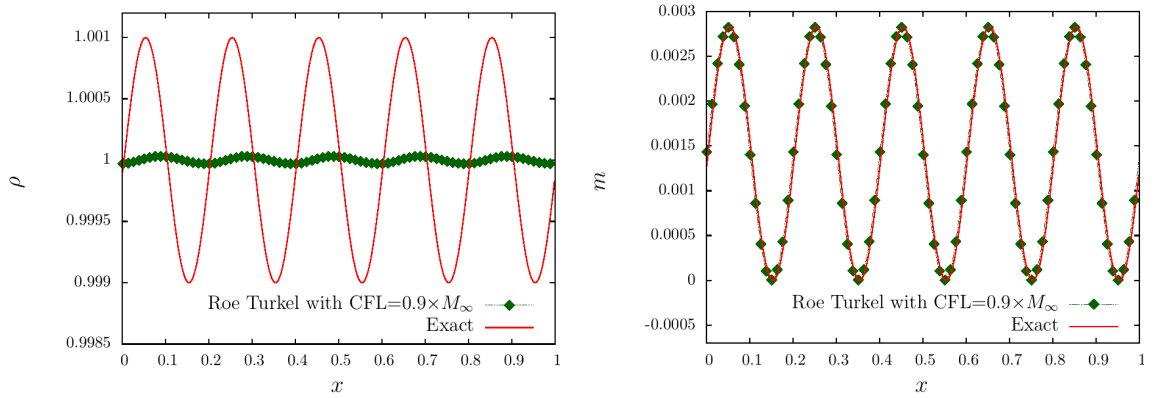 1.001
1.0005
1
0.9995
0.999
0.9985
ρ
Roe Turkel with CFL=0.9×M∞
Exact
0 0.1 0.2 0.3 0.4 0.5 0.6 0.7 0.8 0.9 1
x
0.003
0.0025
0.002
0.0015
0.001
0.0005
0
-0.0005
m
Roe Turkel with CFL=0.9×M∞
Exact
0 0.1 0.2 0.3 0.4 0.5 0.6 0.7 0.8 0.9 1
x